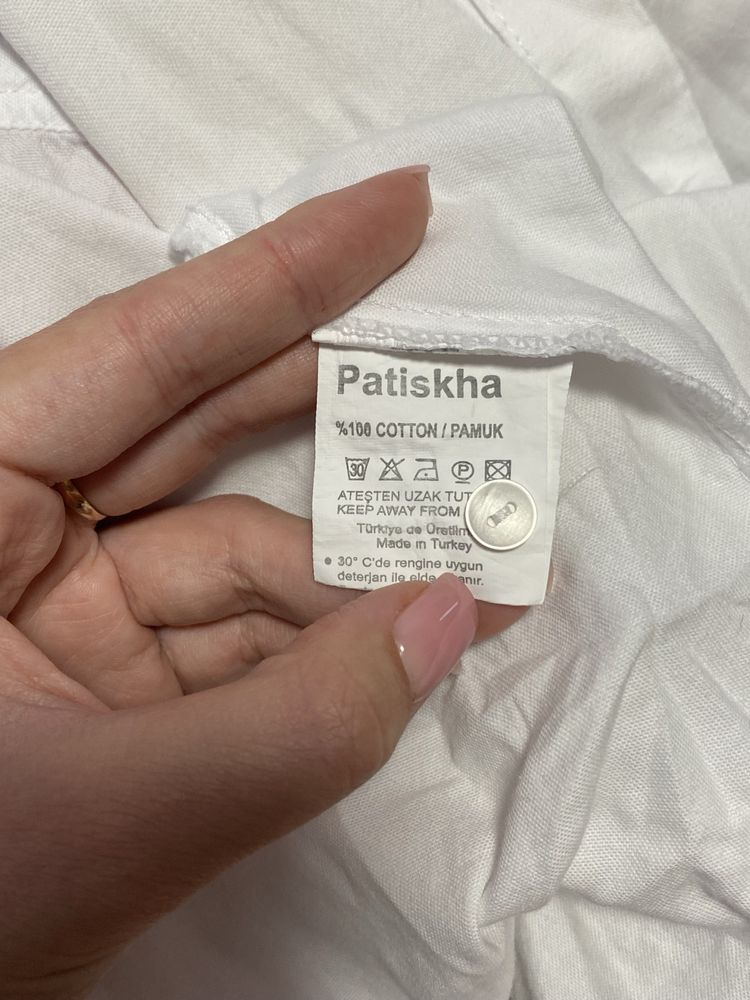 Patiskha
%100 COTTON / PAMUK
30 P
ATEŞTEN UZAK TUT
KEEP AWAY FROM
Türkiye de Üretilm
Made in Turkey
● 30° C'de rengine uygun
deterjan ile elde